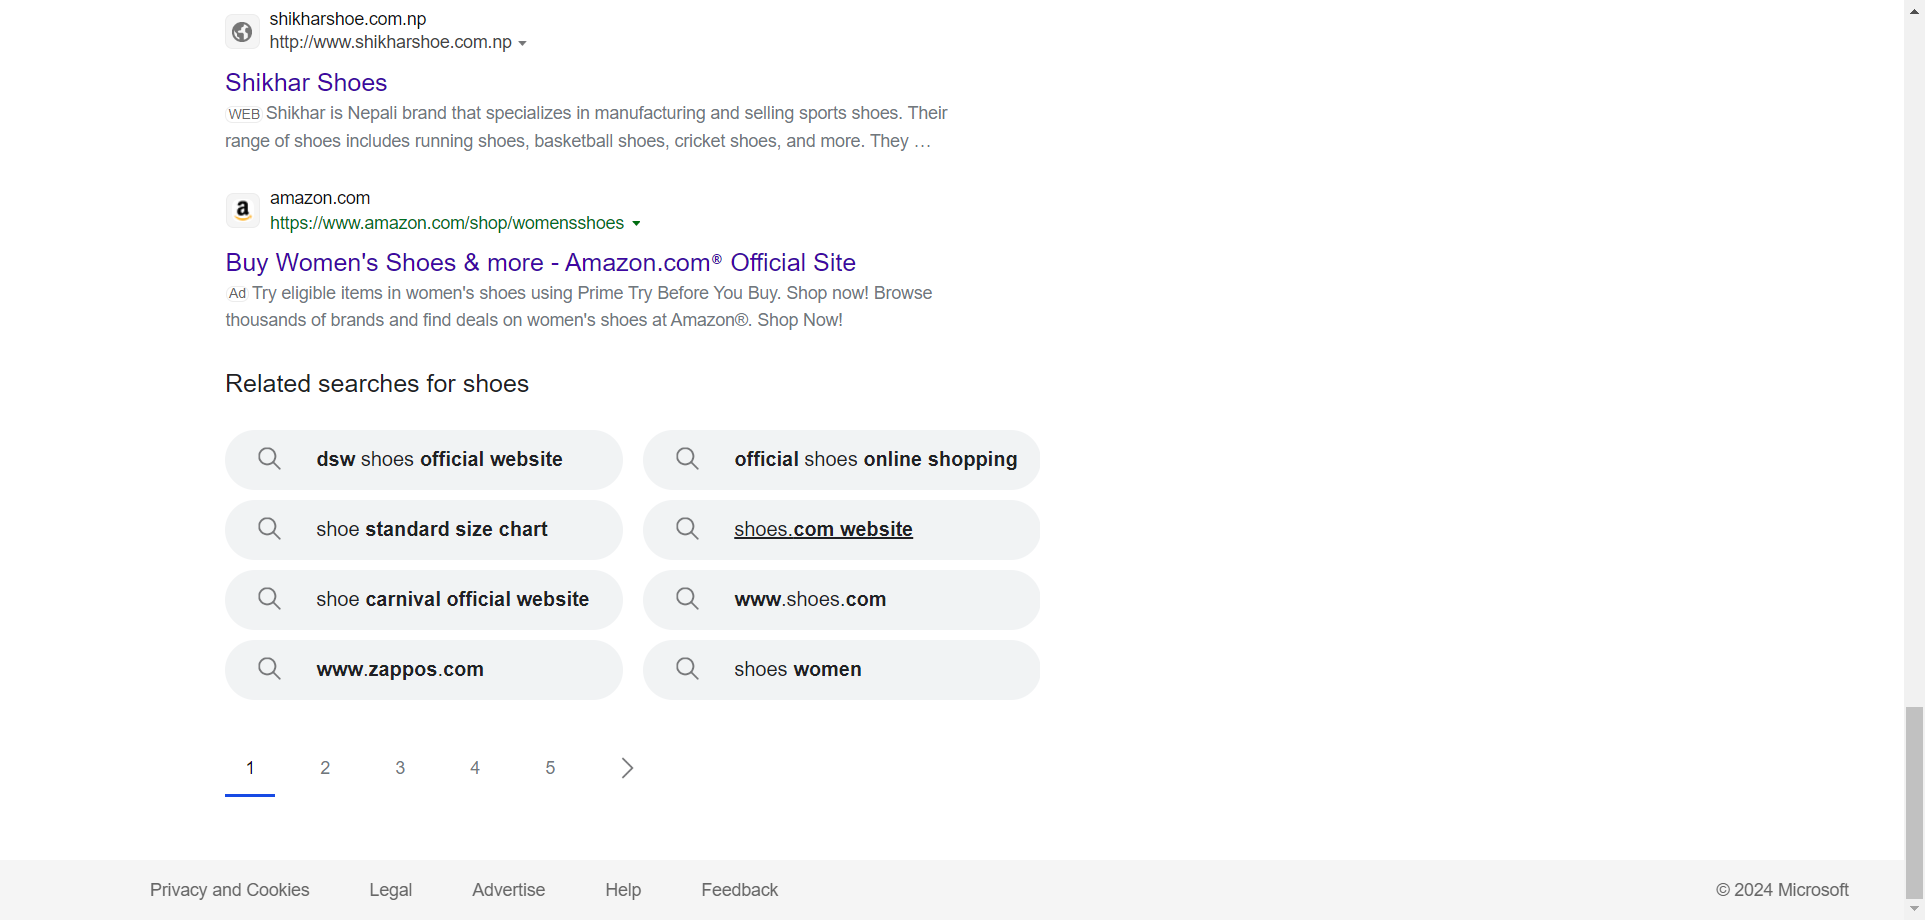 shikharshoe.com.np
http://www.shikharshoe.com.np
Shikhar Shoes
WEB Shikhar is Nepali brand that specializes in manufacturing and selling sports shoes. Their
range of shoes includes running shoes, basketball shoes, cricket shoes, and more. They …
a
amazon.com
https://www.amazon.com/shop/womensshoes
Buy Women's Shoes & more - Amazon.com® Official Site
Ad Try eligible items in women's shoes using Prime Try Before You Buy. Shop now! Browse
thousands of brands and find deals on women's shoes at Amazon®. Shop Now!
Related searches for shoes
dsw shoes official website
official shoes online shopping
shoe standard size chart
shoes.com website
shoe carnival official website
www.shoes.com
www.zappos.com
shoes women
1 2 3 4 5
Privacy and Cookies Legal Advertise Help Feedback © 2024 Microsoft